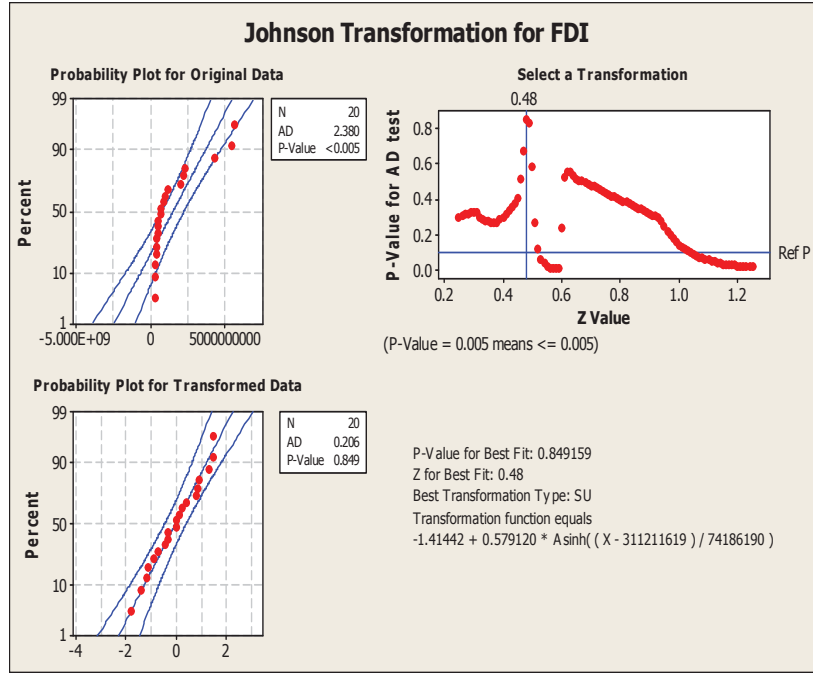 Johnson Transformation for FDI
Probability Plot for Original Data
99
90
50
10
1
Percent
-5.000E+09 0 5000000000
N 20
AD 2.380
P-Value <0.005
Select a Transformation
0.48
0.8
0.6
0.4
0.2
0.0
P-Value for AD test
Ref P
0.2 0.4 0.6 0.8 1.0 1.2
Z Value
(P-Value = 0.005 means <= 0.005)
Probability Plot for Transformed Data
99
90
50
10
1
Percent
-4 -2 0 2
N 20
AD 0.206
P-Value 0.849
P-Value for Best Fit: 0.849159
Z for Best Fit: 0.48
Best Transformation Type: SU
Transformation function equals
-1.41442 + 0.579120 * Asinh( ( X - 311211619 ) / 74186190 )